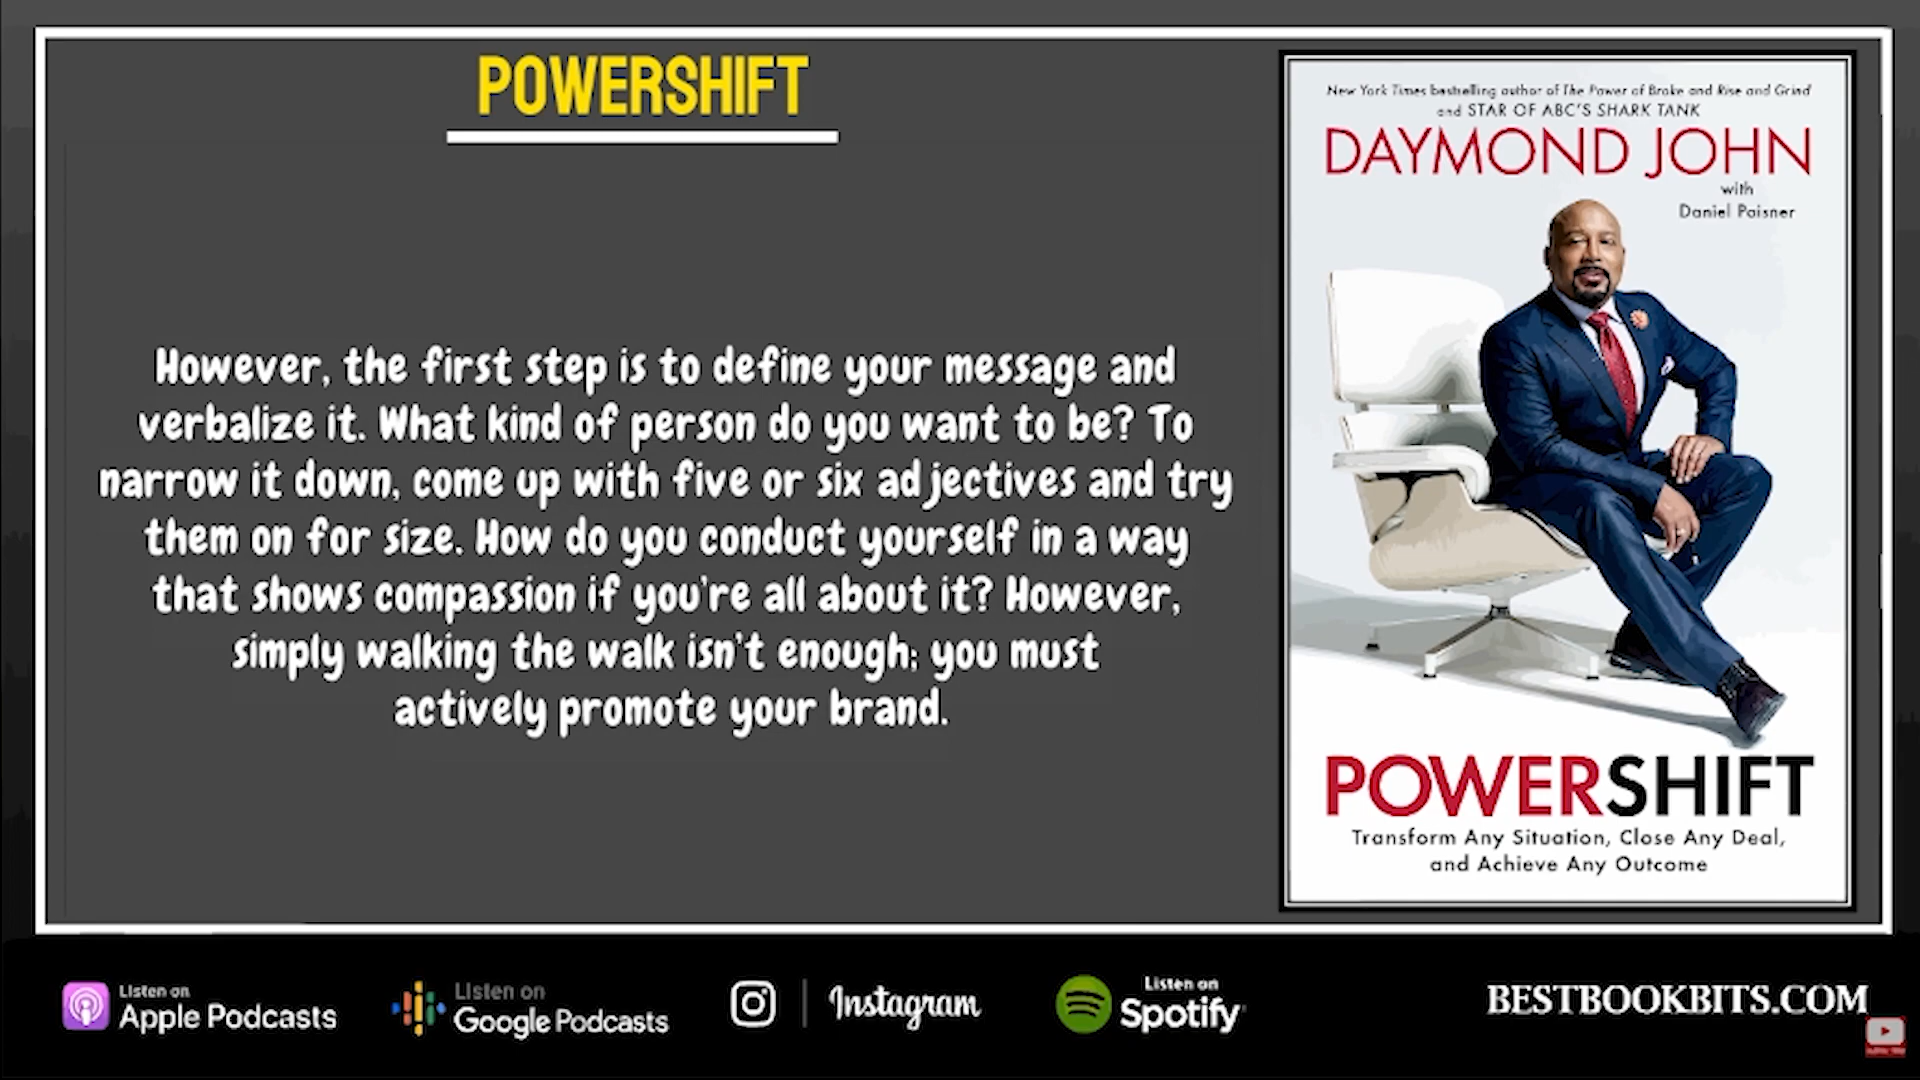 POWERSHIFT
However, the first step is to define your message and
verbalize it. What kind of person do you want to be? To
narrow it down, come up with five or six adjectives and try
them on for size. How do you conduct yourself in a way
that shows compassion if you're all about it? However,
simply walking the walk isn't enough; you must
actively promote your brand.
New York Times bestselling author of The Power of Broke and Rise and Grind
and STAR OF ABC'S SHARK TANK
DAYMOND JOHN
with
Daniel Paisner
POWERSHIFT
Transform Any Situation, Close Any Deal,
and Achieve Any Outcome
Listen on
Apple Podcasts
Listen on
Google Podcasts
Instagram
Listen on
Spotify
BESTBOOKBITS.COM